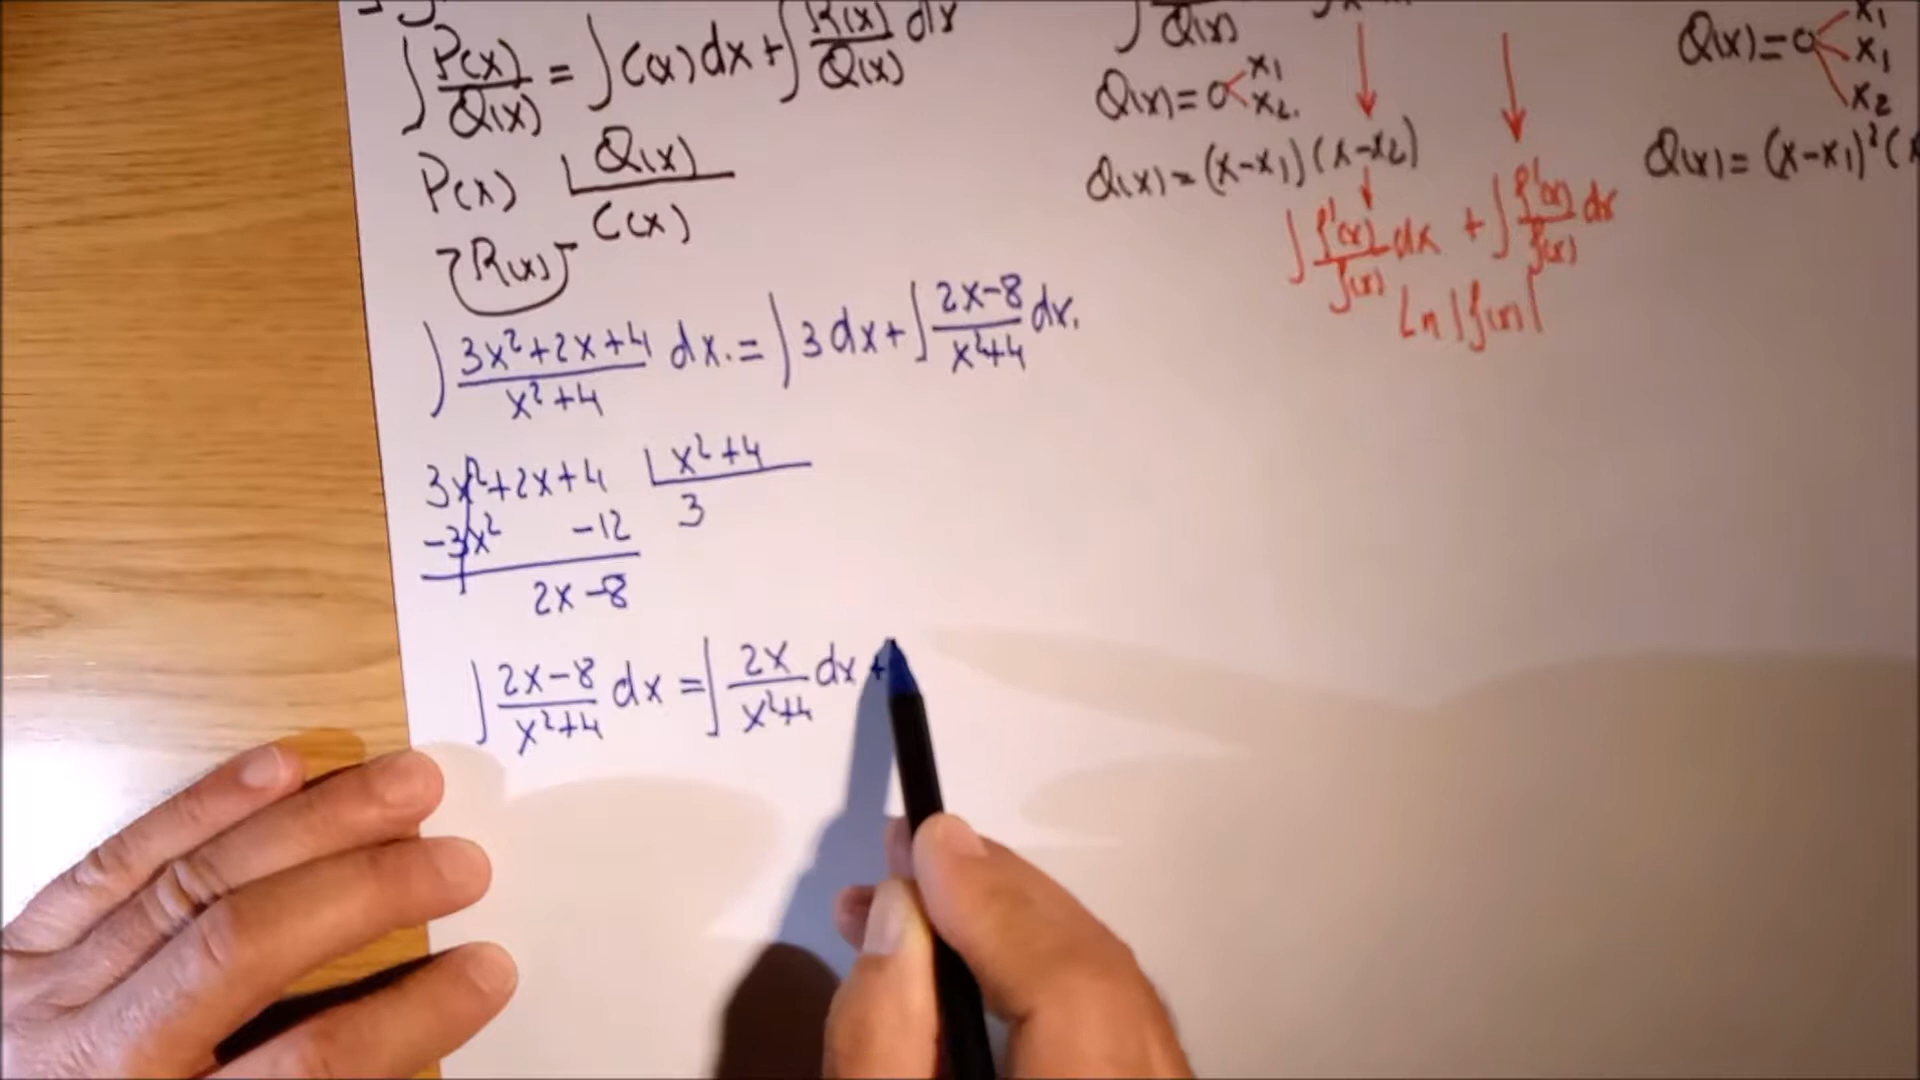 ∫ P(x)/Q(x) = ∫ C(x) dx + ∫ R(x)/Q(x) dx
P(x) | Q(x)
R(x) C(x)
∫ (3x²+2x+4)/(x²+4) dx. = ∫ 3 dx + ∫ (2x-8)/(x²+4) dx.
3x²+2x+4 | x²+4
-3x² -12 3
2x-8
∫ (2x-8)/(x²+4) dx = ∫ 2x/(x²+4) dx +
Q(x)
Q(x) = 0 x₁
x₂.
Q(x) = (x-x₁)(x-x₂)
∫ f'(x)/f(x) dx + ∫ f'(x)/f(x) dx
Ln |f(x)|
Q(x) = 0 x₁
x₁
x₂
Q(x) = (x-x₁)² (